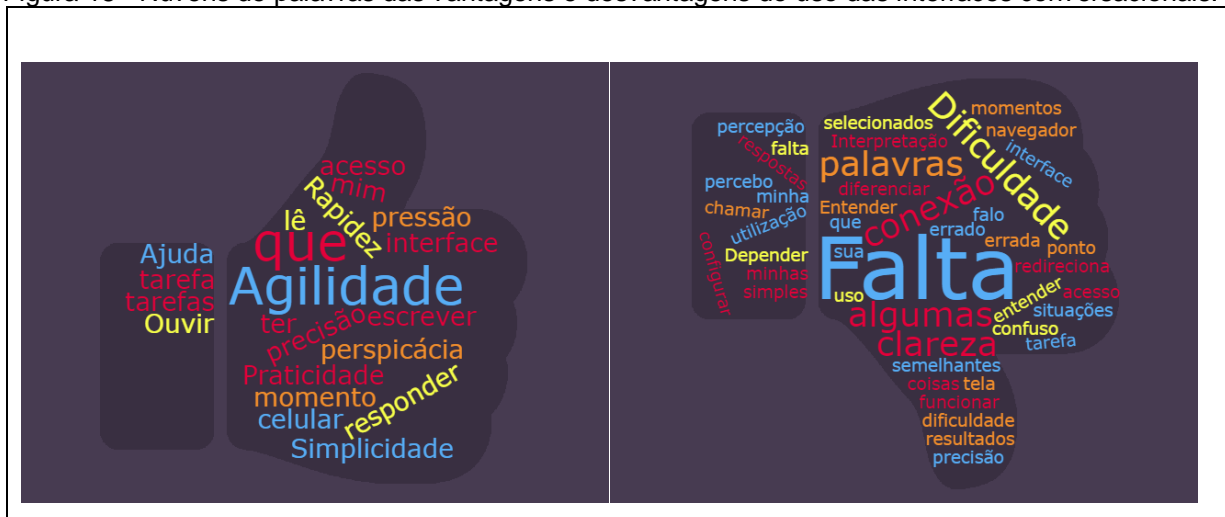 Figura 18 - Nuvens de palavras das vantagens e desvantagens do uso das interfaces conversacionais.
acesso
mim
Rapidez
lê
pressão
que
interface
Ajuda
Agilidade
tarefa
tarefas
Ouvir
ter
precisão
escrever
perspicácia
Praticidade
momento
responder
celular
Simplicidade
percepção
falta
respostas
percebo
minha
chamar
utilização
Depender
configurar
minhas
simples
selecionados
Dificuldade
momentos
navegador
Interpretação
interface
palavras
diferenciar
conexão
Entender
que
falo
errado
sua
errada
ponto
Falta
redireciona
uso
entender
acesso
algumas
situações
confuso
clareza
tarefa
semelhantes
coisas
tela
funcionar
dificuldade
resultados
precisão